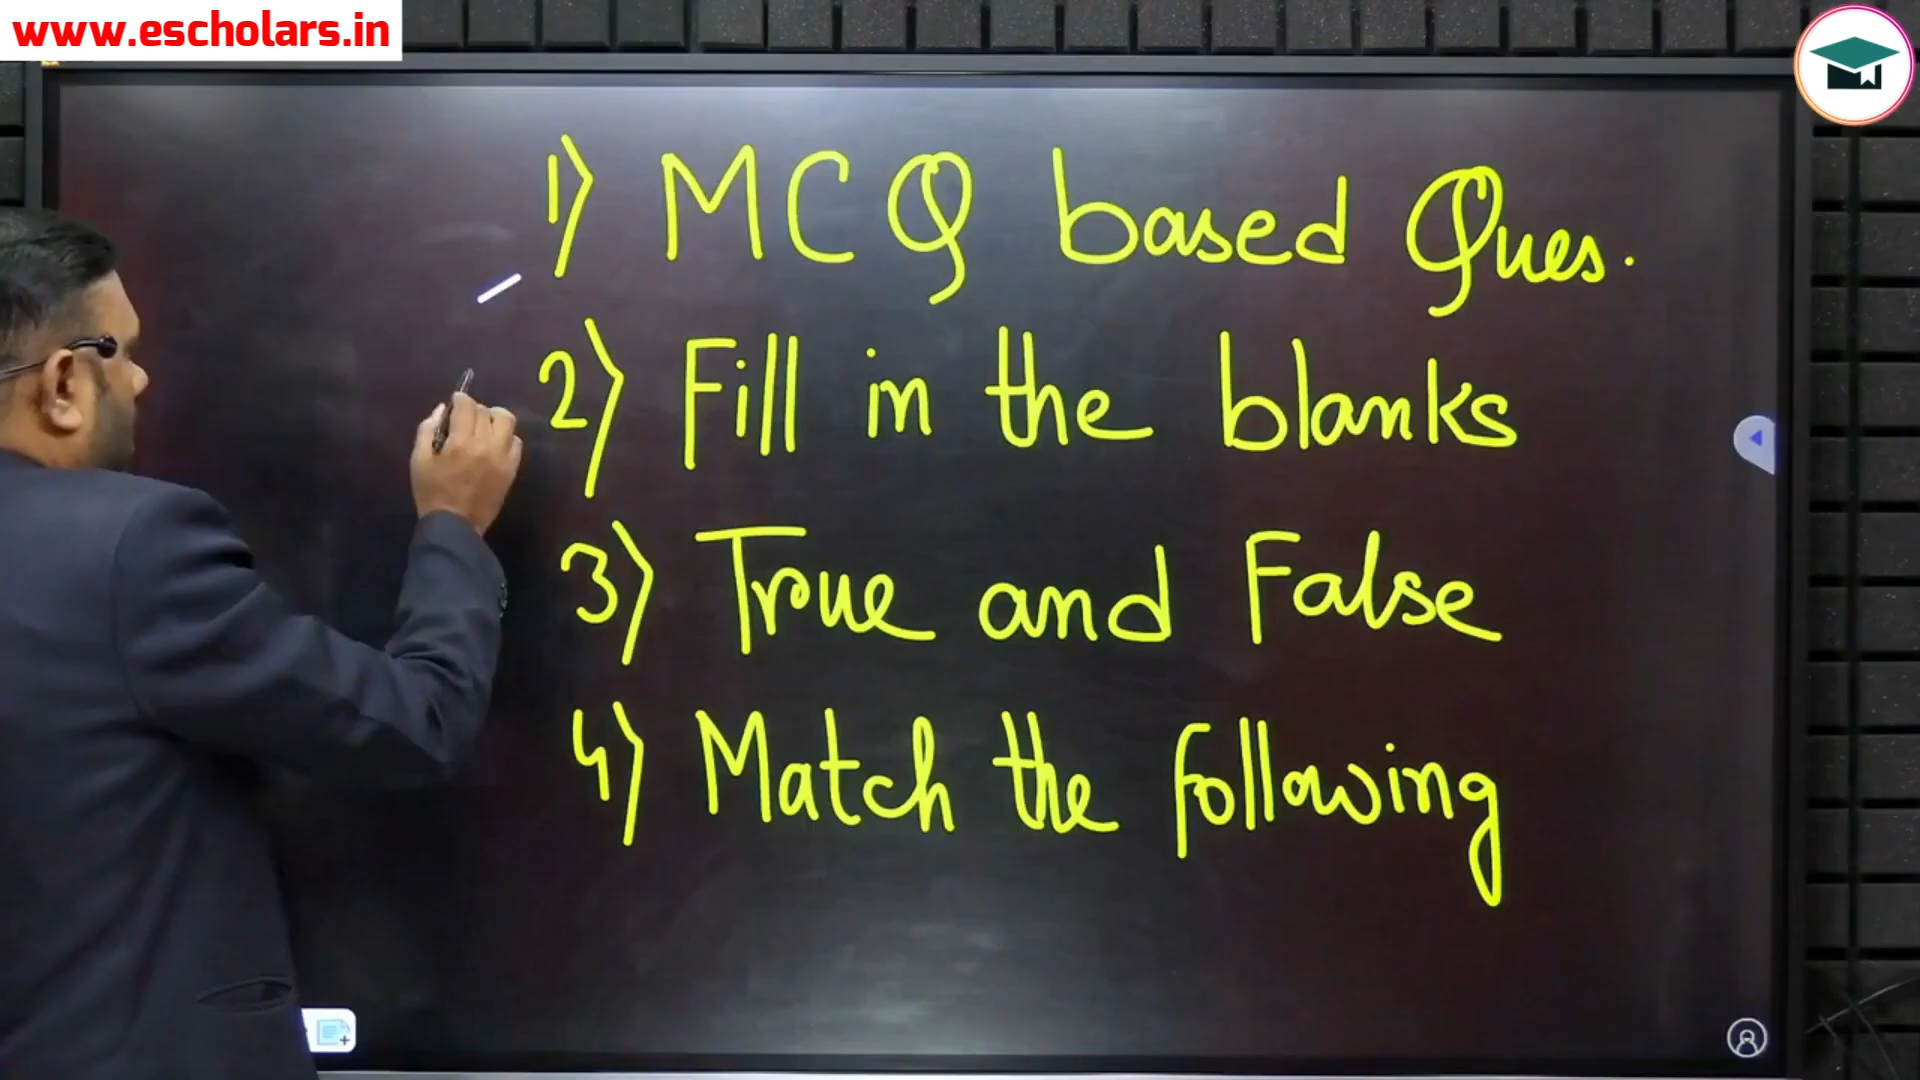 www.escholars.in
1) MCQ based Ques.
2) Fill in the blanks
3) True and False
4) Match the following